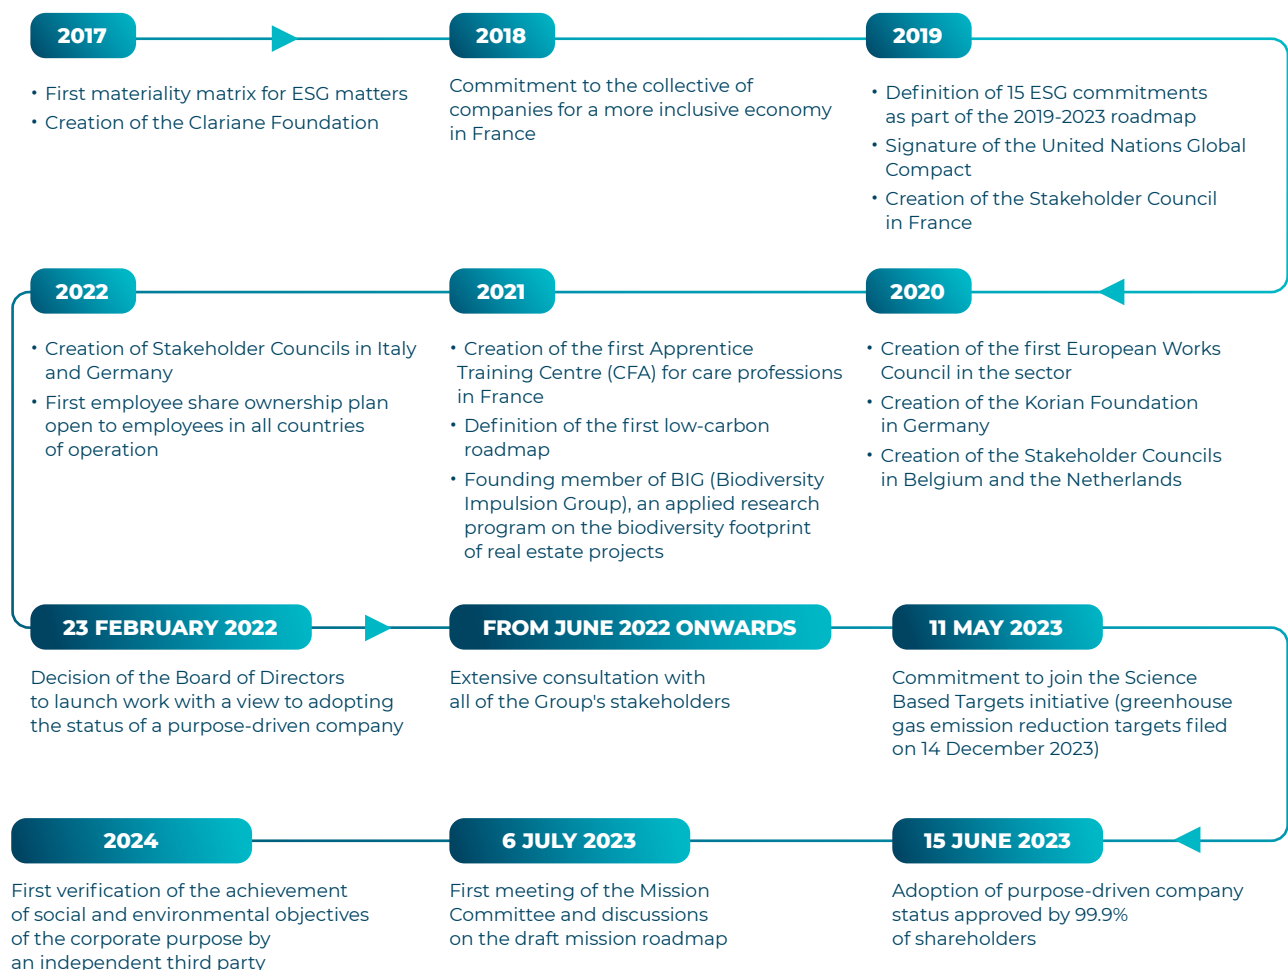 2017
• First materiality matrix for ESG matters
• Creation of the Clariane Foundation
2018
Commitment to the collective of
companies for a more inclusive economy
in France
2019
• Definition of 15 ESG commitments
as part of the 2019-2023 roadmap
• Signature of the United Nations Global
Compact
• Creation of the Stakeholder Council
in France
2020
• Creation of the first European Works
Council in the sector
• Creation of the Korian Foundation
in Germany
• Creation of the Stakeholder Councils
in Belgium and the Netherlands
2021
• Creation of the first Apprentice
Training Centre (CFA) for care professions
in France
• Definition of the first low-carbon
roadmap
• Founding member of BIG (Biodiversity
Impulsion Group), an applied research
program on the biodiversity footprint
of real estate projects
2022
• Creation of Stakeholder Councils in Italy
and Germany
• First employee share ownership plan
open to employees in all countries
of operation
23 FEBRUARY 2022
Decision of the Board of Directors
to launch work with a view to adopting
the status of a purpose-driven company
FROM JUNE 2022 ONWARDS
Extensive consultation with
all of the Group's stakeholders
11 MAY 2023
Commitment to join the Science
Based Targets initiative (greenhouse
gas emission reduction targets filed
on 14 December 2023)
15 JUNE 2023
Adoption of purpose-driven company
status approved by 99.9%
of shareholders
6 JULY 2023
First meeting of the Mission
Committee and discussions
on the draft mission roadmap
2024
First verification of the achievement
of social and environmental objectives
of the corporate purpose by
an independent third party